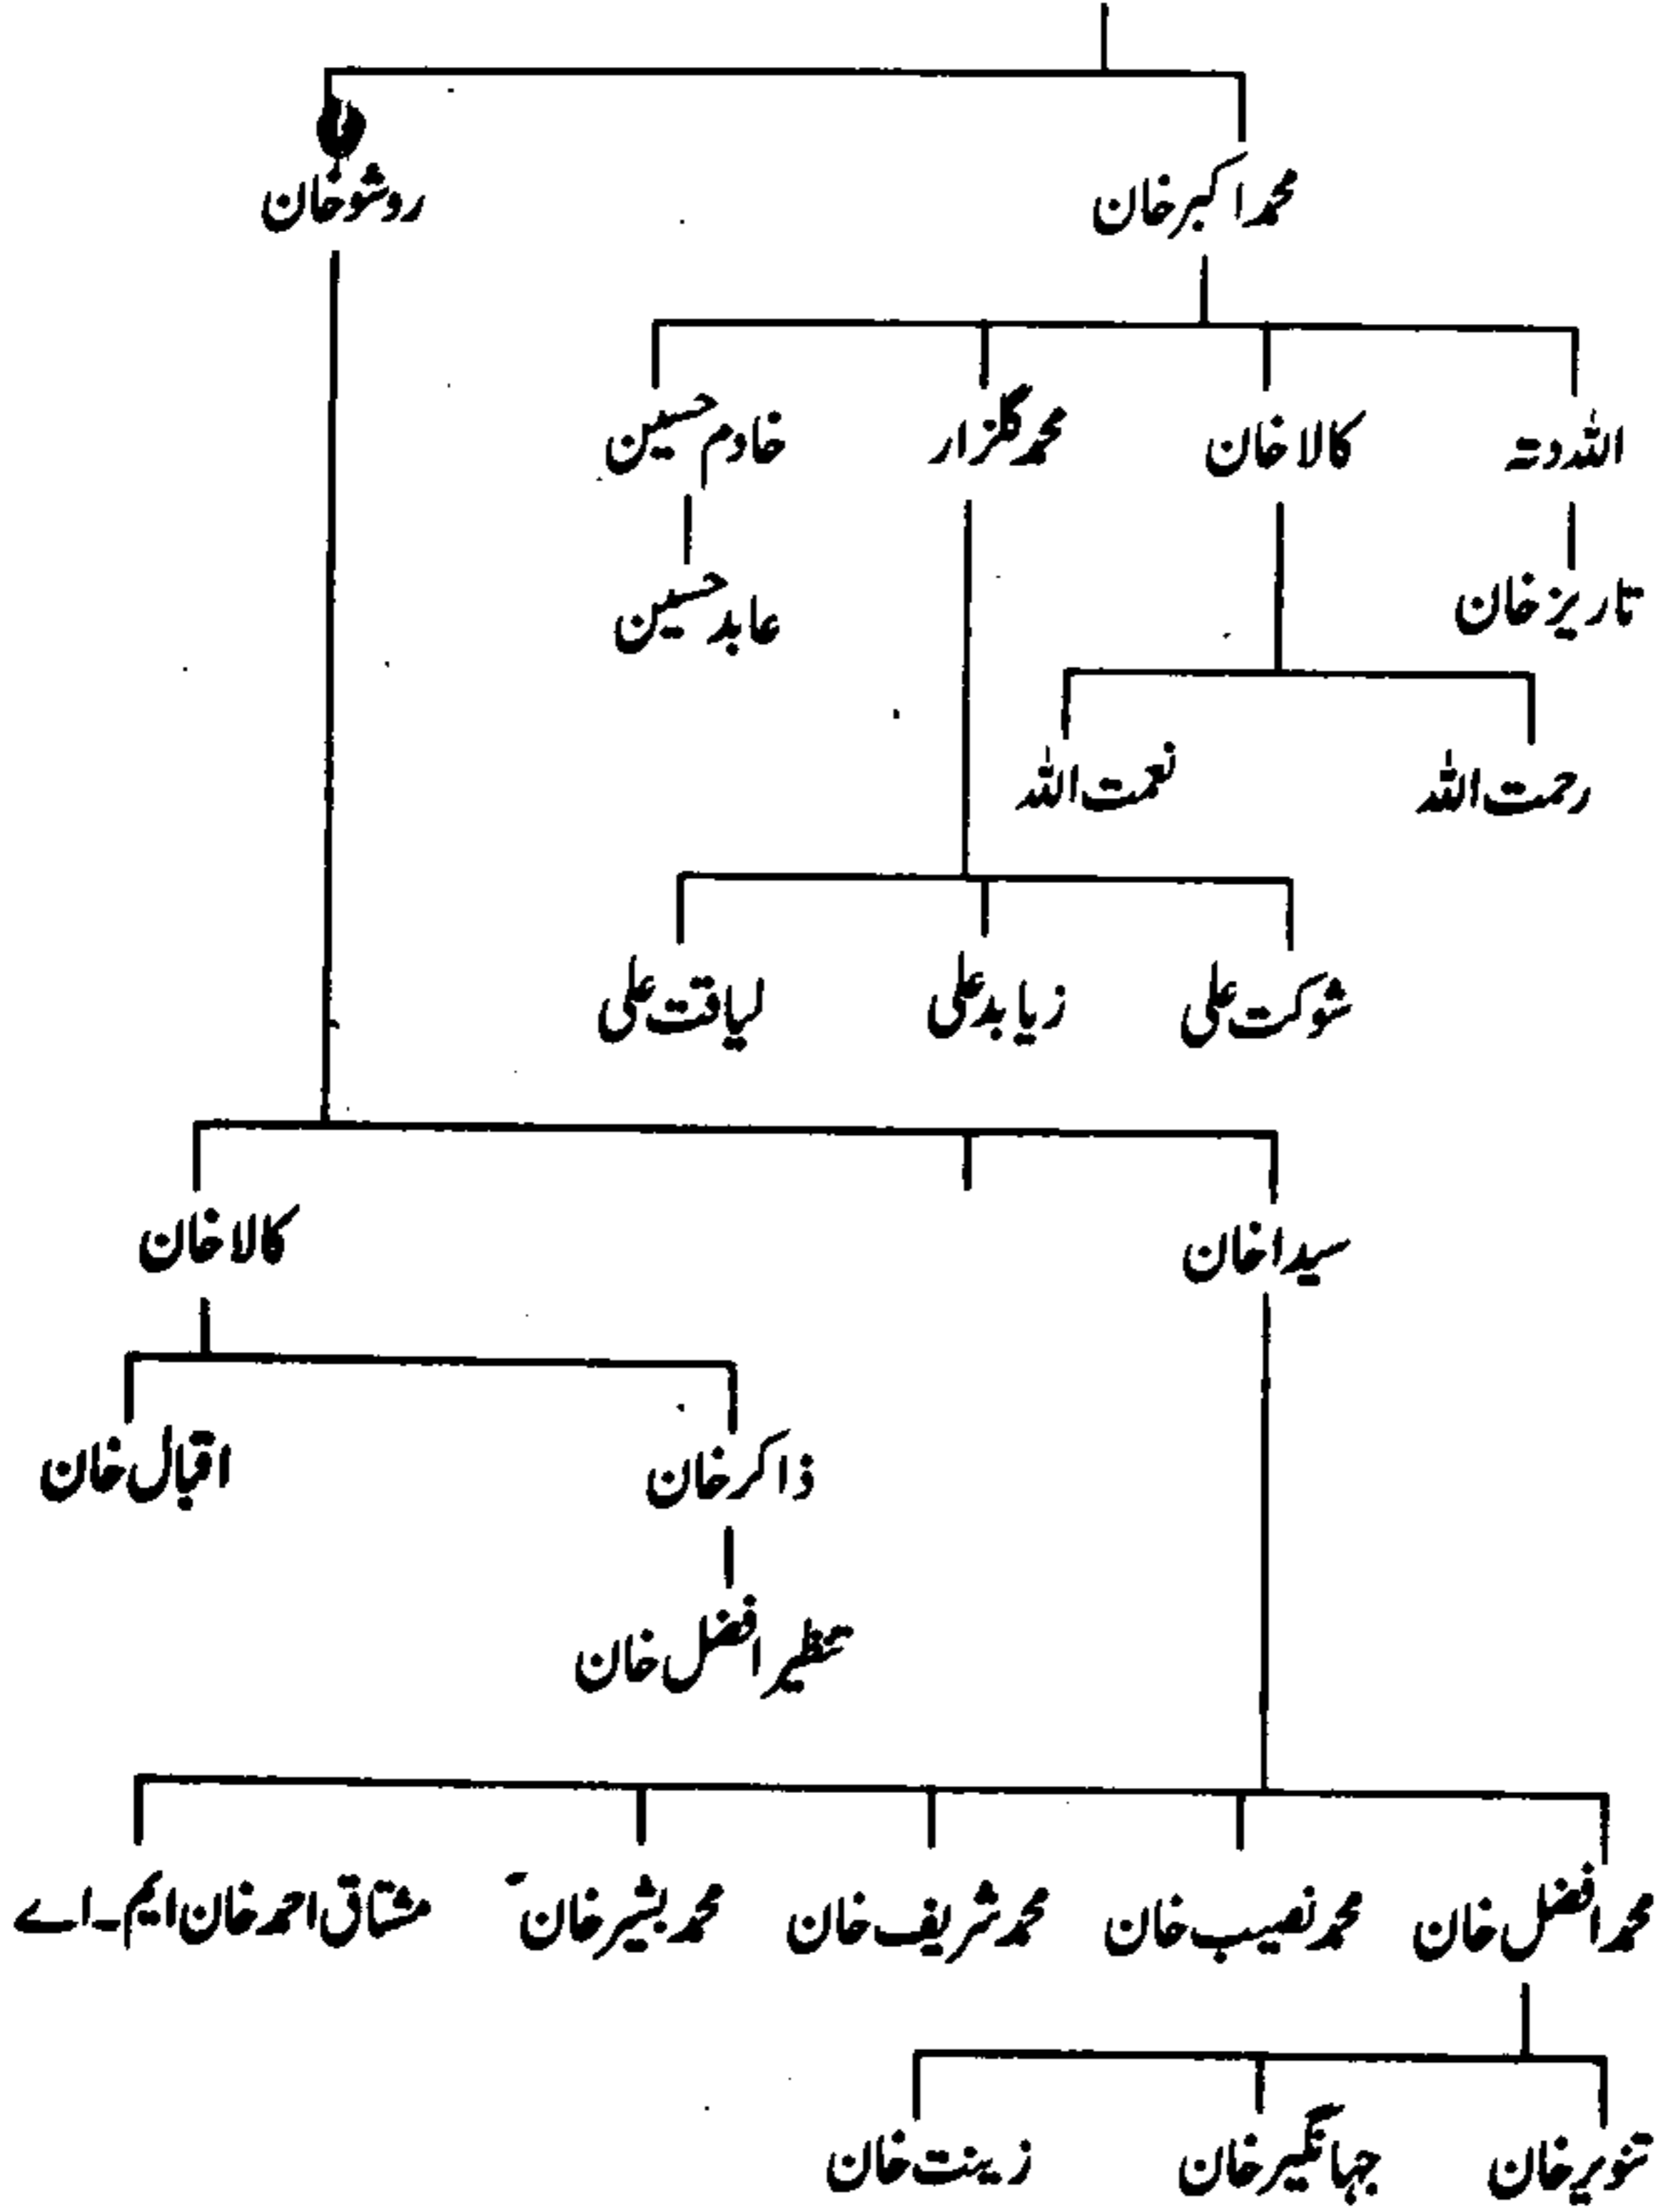 محمد اکبر خان روشو خان
اللہ دتہ کالا خان محمد گلزار خادم حسین
تاریز خان عابد حسین
رحمت اللہ نعمت اللہ
شوکت علی زیابد علی لیاقت علی
سیدا خان کالا خان
ذاکر خان اقبال خان
تنظیر افضل خان
محمد افضل خان محمد نصیب خان محمد شریف خان محمد بشیر خان مشتاق احمد خان ایم۔اے
تنویر خان جہانگیر خان زینت خان